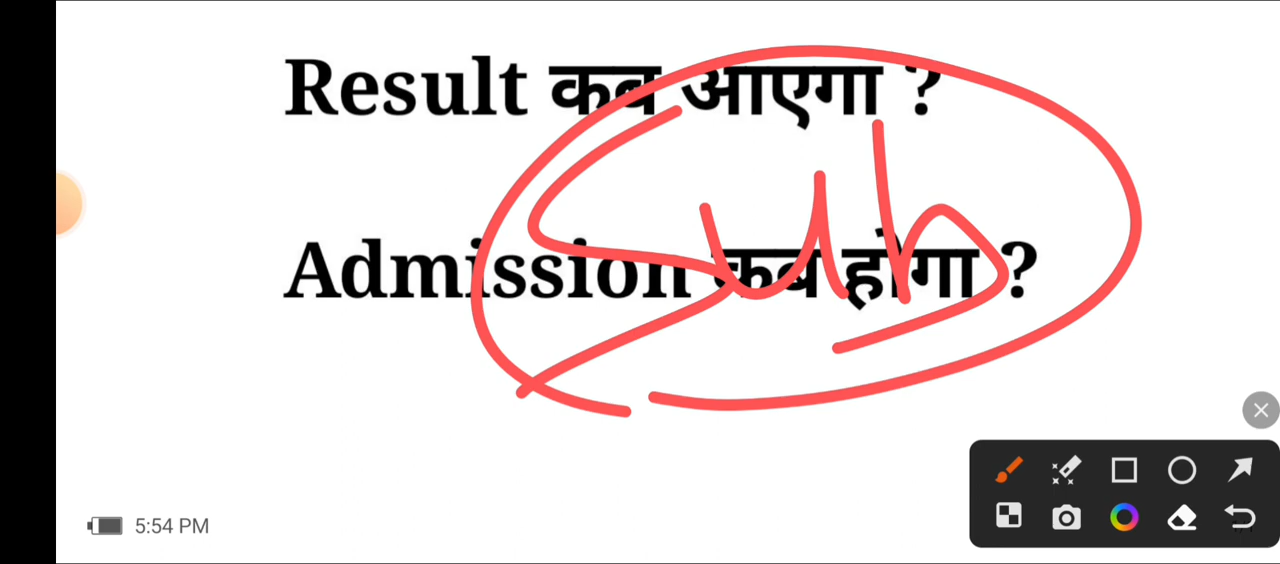 Result कब आएगा ?
sub
Admission कब होगा ?
5:54 PM